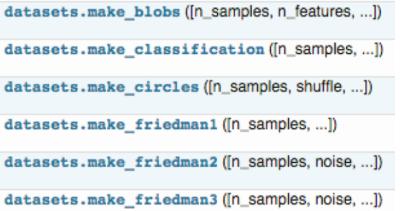 datasets.make_blobs ([n_samples, n_features, ...])
datasets.make_classification ([n_samples, ...])
datasets.make_circles ([n_samples, shuffle, ...])
datasets.make_friedman1 ([n_samples, ...])
datasets.make_friedman2 ([n_samples, noise, ...])
datasets.make_friedman3 ([n_samples, noise, ...])